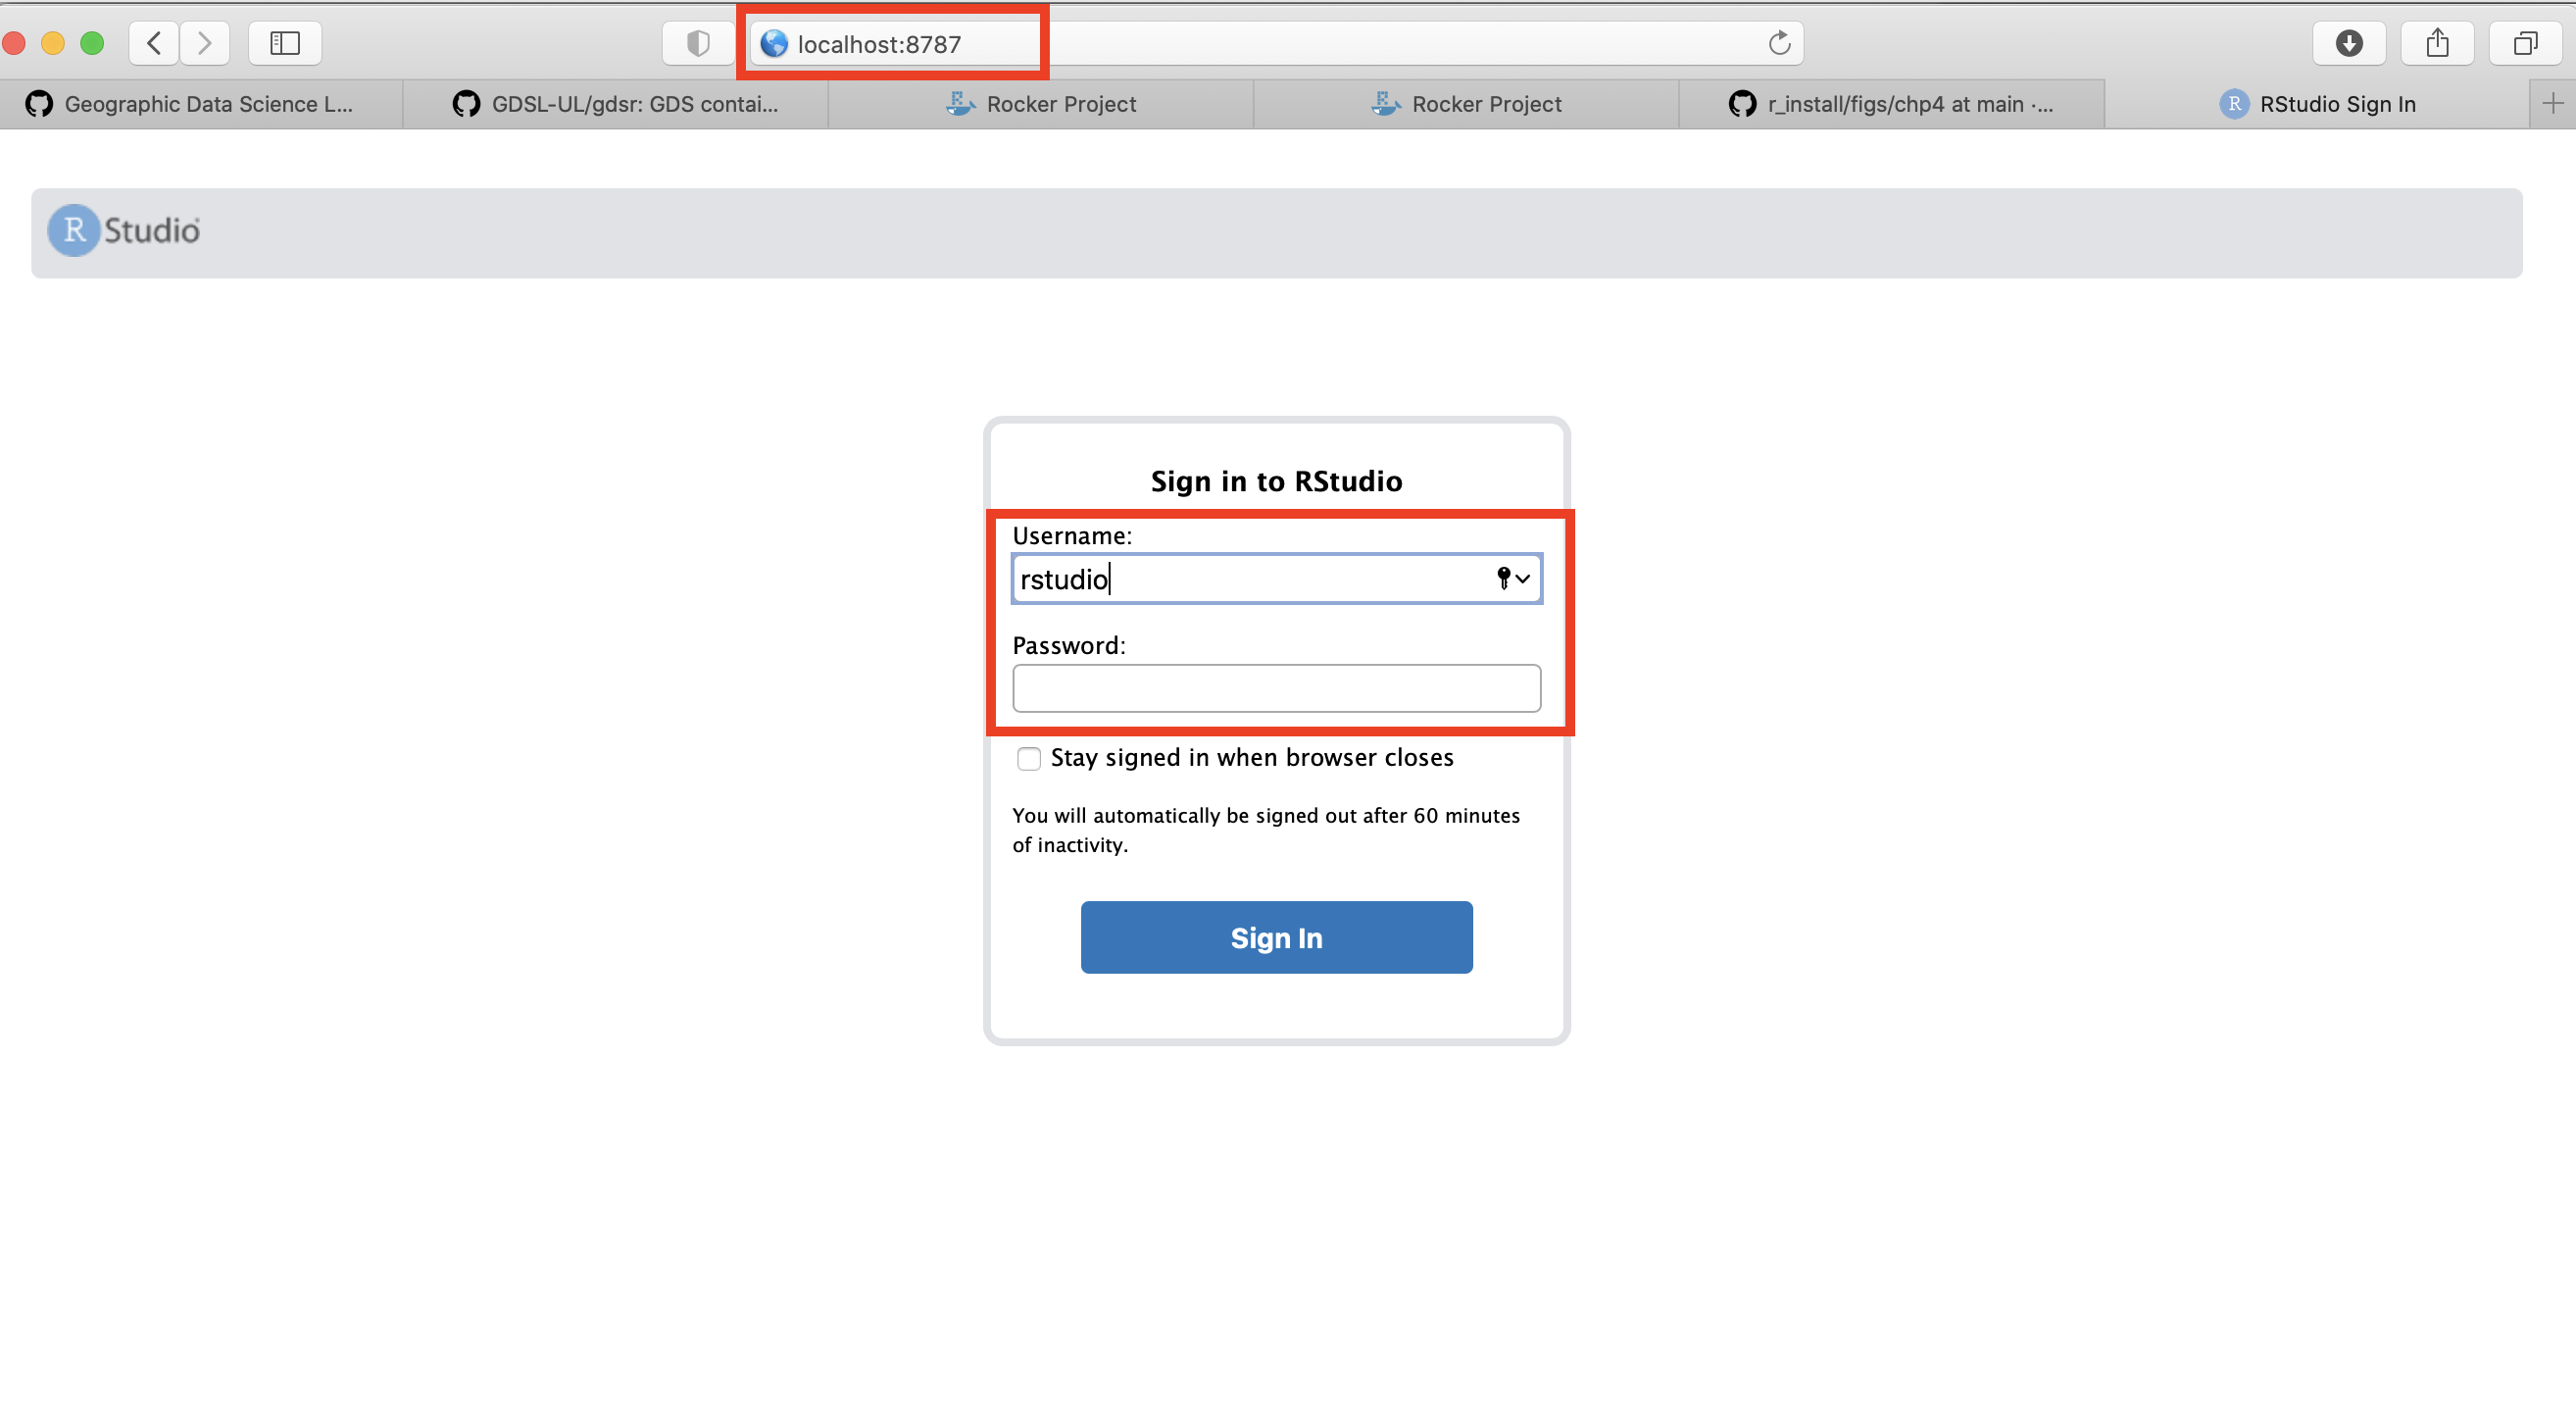 localhost:8787
Geographic Data Science L...
GDSL-UL/gdsr: GDS contai...
Rocker Project
Rocker Project
r_install/figs/chp4 at main ·...
R
RStudio Sign In
R Studio
Sign in to RStudio
Username:
rstudio
Password:
Stay signed in when browser closes
You will automatically be signed out after 60 minutes
of inactivity.
Sign In